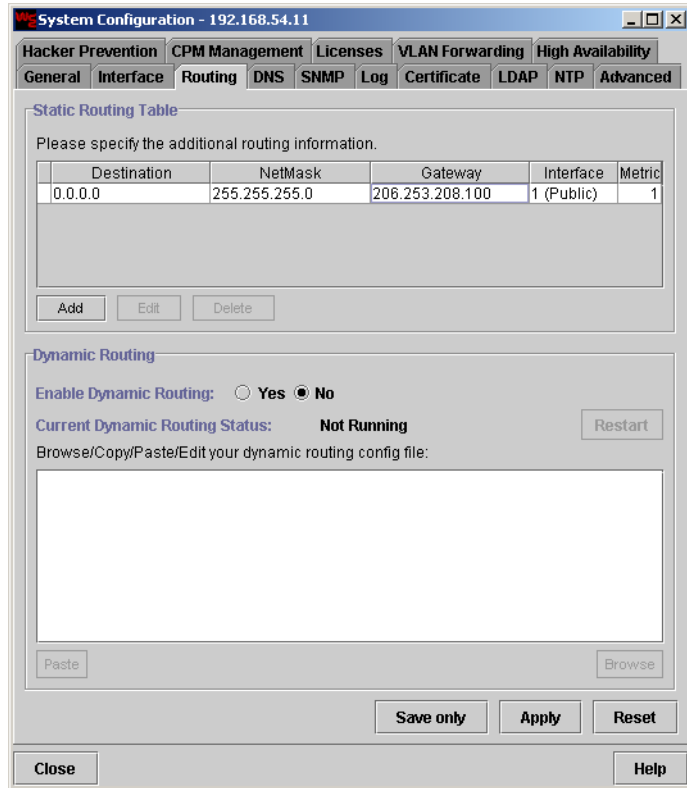 WG System Configuration - 192.168.54.11
Hacker Prevention CPM Management Licenses VLAN Forwarding High Availability
General Interface Routing DNS SNMP Log Certificate LDAP NTP Advanced
Static Routing Table
Please specify the additional routing information.
Destination NetMask Gateway Interface Metric
0.0.0.0 255.255.255.0 206.253.208.100 1 (Public) 1
Add Edit Delete
Dynamic Routing
Enable Dynamic Routing: Yes No
Current Dynamic Routing Status: Not Running Restart
Browse/Copy/Paste/Edit your dynamic routing config file:
Paste Browse
Save only Apply Reset
Close Help